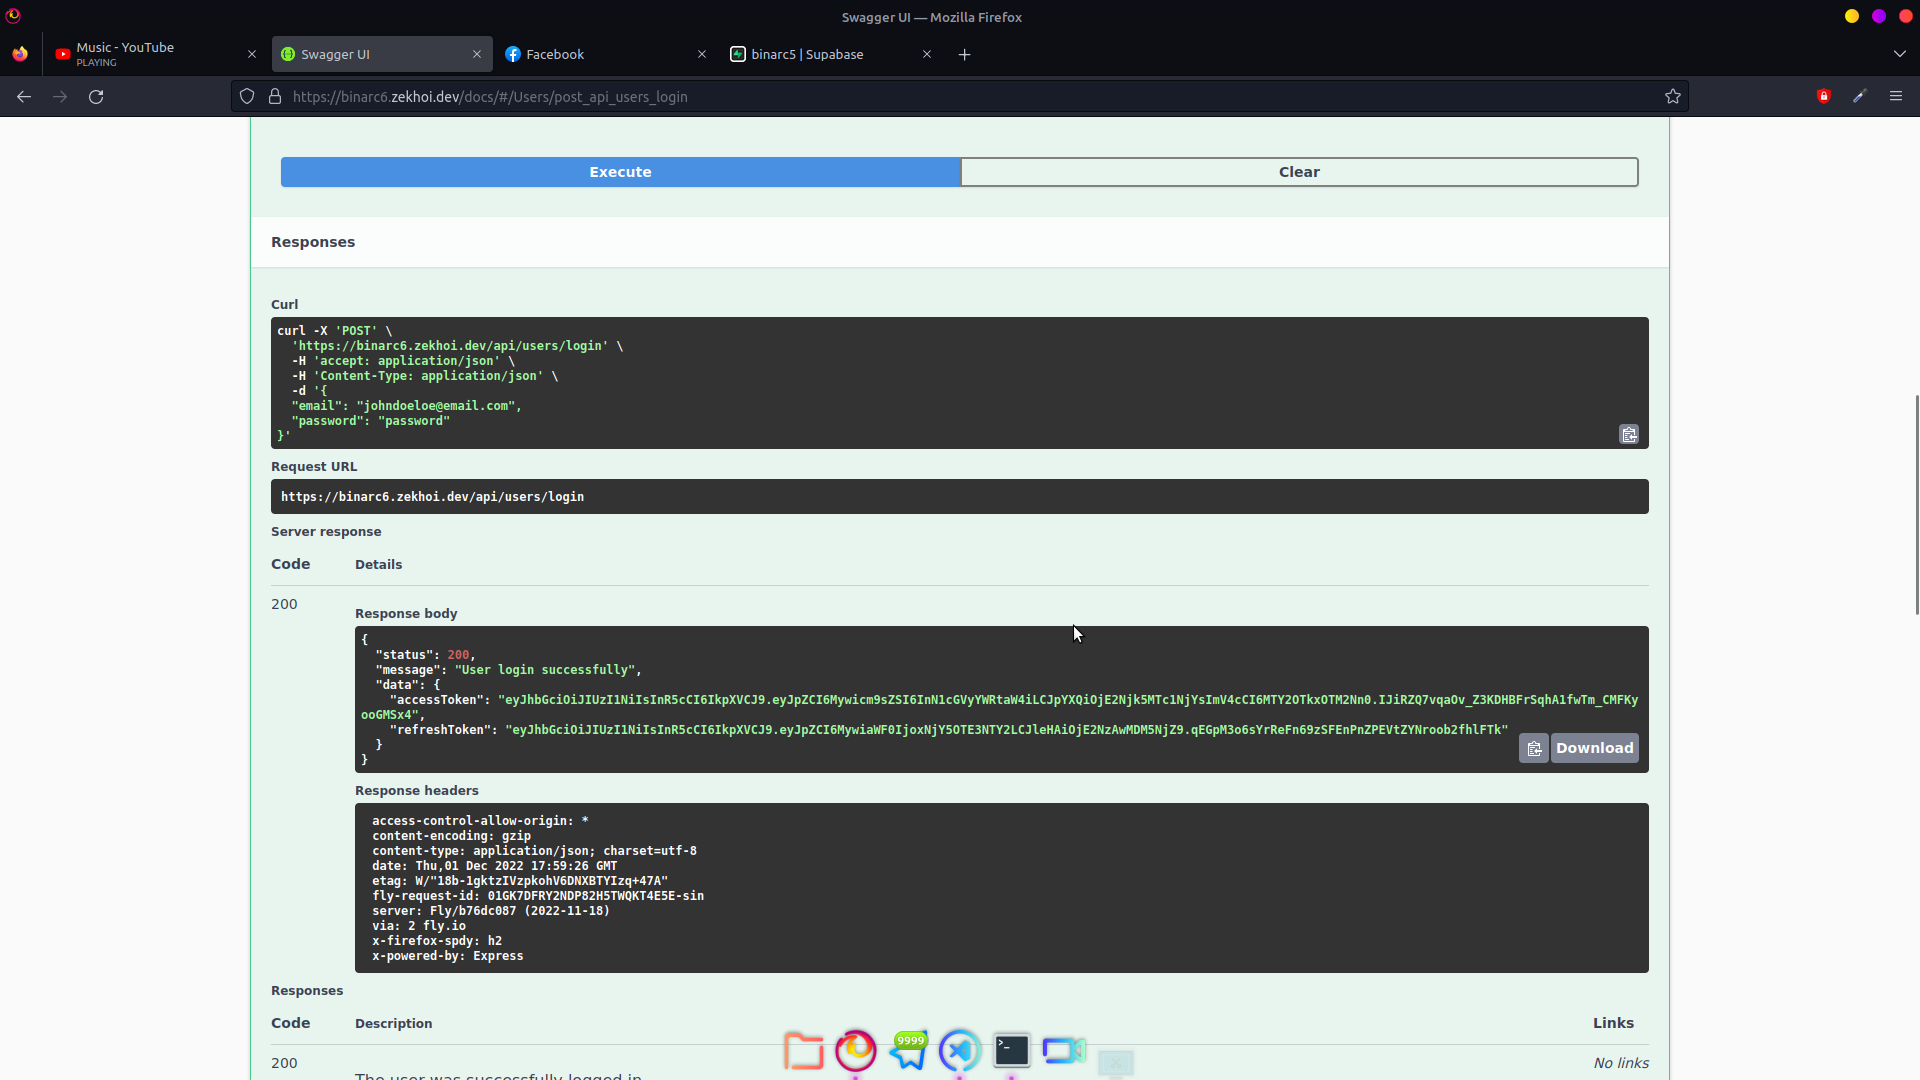 Swagger UI — Mozilla Firefox
Music - YouTube
PLAYING
Swagger UI
Facebook
binarc5 | Supabase
https://binarc6.zekhoi.dev/docs/#/Users/post_api_users_login
Execute
Clear
Responses
Curl
curl -X 'POST' \
'https://binarc6.zekhoi.dev/api/users/login' \
-H 'accept: application/json' \
-H 'Content-Type: application/json' \
-d '{
"email": "johndoeloe@email.com",
"password": "password"
}'
Request URL
https://binarc6.zekhoi.dev/api/users/login
Server response
Code Details
200
Response body
{
"status": 200,
"message": "User login successfully",
"data": {
"accessToken": "eyJhbGciOiJIUzI1NiIsInR5cCI6IkpXVCJ9.eyJpZCI6Mywicm9sZSI6InN1cGVyYWRtaW4iLCJpYXQiOjE2Njk5MTc1NjYsImV4cCI6MTY2OTkxOTM2Nn0.IJiRZQ7vqaOv_Z3KDHBFrSqhA1fwTm_CMFKy
ooGMSx4",
"refreshToken": "eyJhbGciOiJIUzI1NiIsInR5cCI6IkpXVCJ9.eyJpZCI6MywiaWF0IjoxNjY5OTE3NTY2LCJleHAiOjE2NzAwMDM5NjZ9.qEGpM3o6sYrReFn69zSFEnPnZPEVtZYNroob2fhlFTk"
}
}
Download
Response headers
access-control-allow-origin: *
content-encoding: gzip
content-type: application/json; charset=utf-8
date: Thu,01 Dec 2022 17:59:26 GMT
etag: W/"18b-1gktzIVzpkohV6DNXBTYIzq+47A"
fly-request-id: 01GK7DFRY2NDP82H5TWQKT4E5E-sin
server: Fly/b76dc087 (2022-11-18)
via: 2 fly.io
x-firefox-spdy: h2
x-powered-by: Express
Responses
Code Description Links
9999
200 No links
The user was successfully logged in